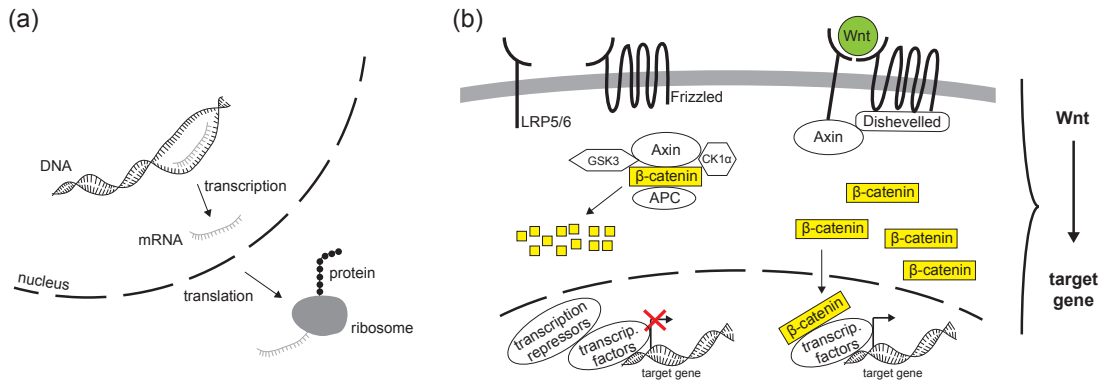 (a)
DNA
transcription
mRNA
nucleus
translation
protein
ribosome
(b)
LRP5/6
Frizzled
GSK3
Axin
CK1α
β-catenin
APC
transcription
repressors
transcrip.
factors
target gene
Wnt
Axin
Dishevelled
β-catenin
β-catenin
β-catenin
β-catenin
β-catenin
transcrip.
factors
target gene
Wnt
target
gene